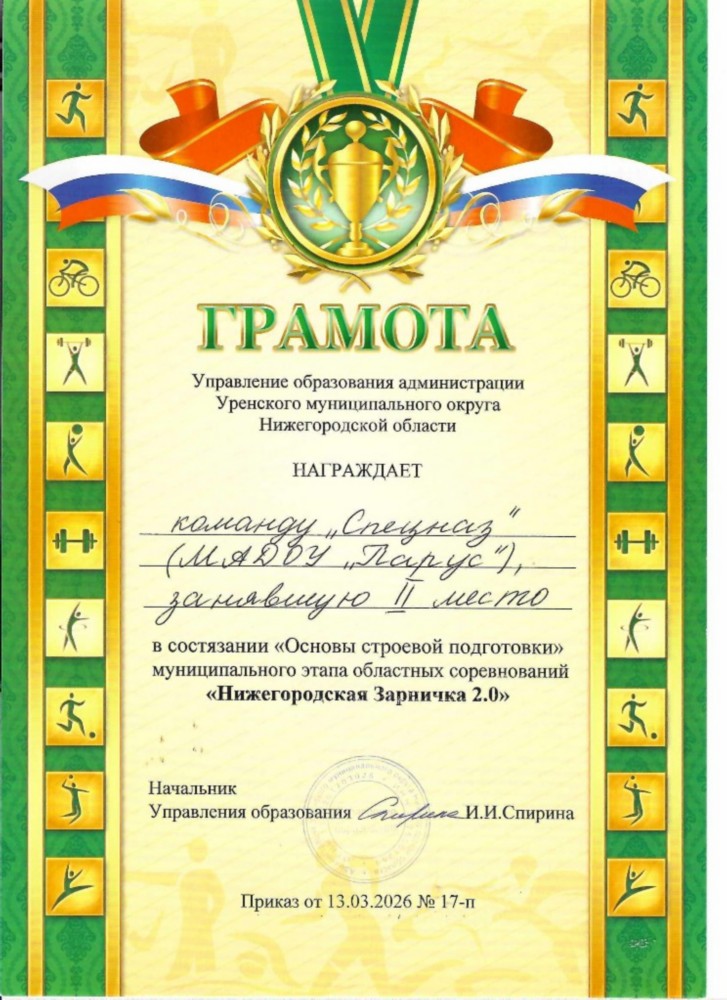 ГРАМОТА
Управление образования администрации
Уренского муниципального округа
Нижегородской области
НАГРАЖДАЕТ
команду „Спецназ"
(МАДОУ „Парус"),
занявшую II место
в состязании «Основы строевой подготовки»
муниципального этапа областных соревнований
«Нижегородская Зарничка 2.0»
Начальник
Управления образования И.И.Спирина
Приказ от 13.03.2026 № 17-п